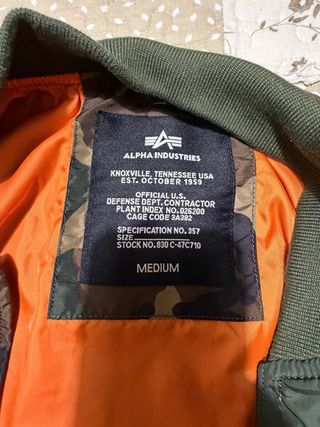 ALPHA INDUSTRIES
KNOXVILLE, TENNESSEE USA
EST. OCTOBER 1959
OFFICIAL U.S.
DEFENSE DEPT. CONTRACTOR
PLANT INDEX NO. 026200
CAGE CODE 3A382
SPECIFICATION NO. 357
SIZE
STOCK NO. 830 C-47C710
MEDIUM